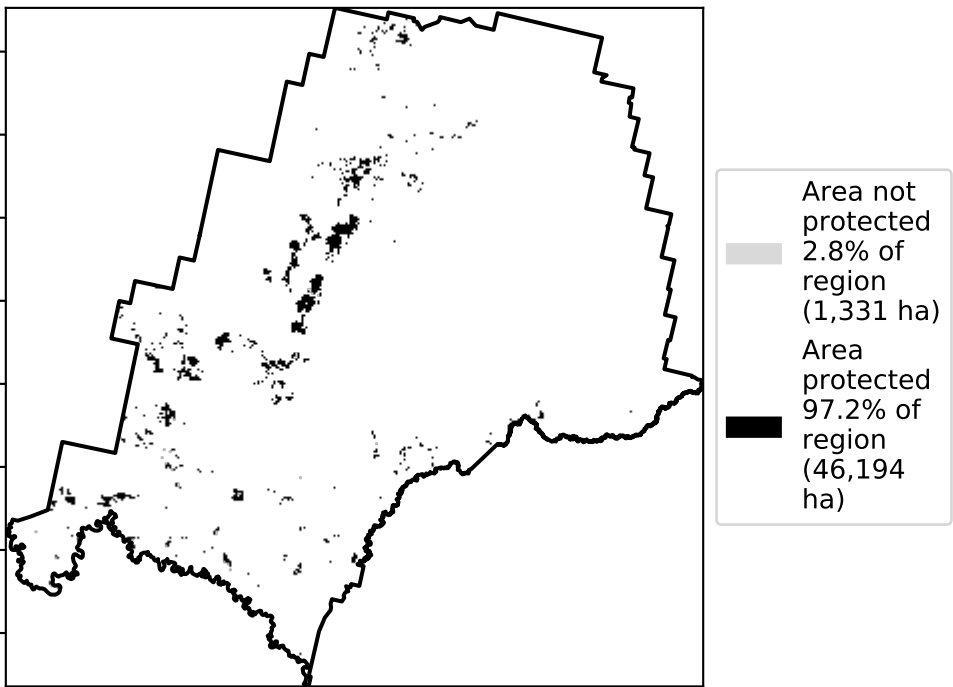 Area not
protected
2.8% of
region
(1,331 ha)
Area
protected
97.2% of
region
(46,194
ha)